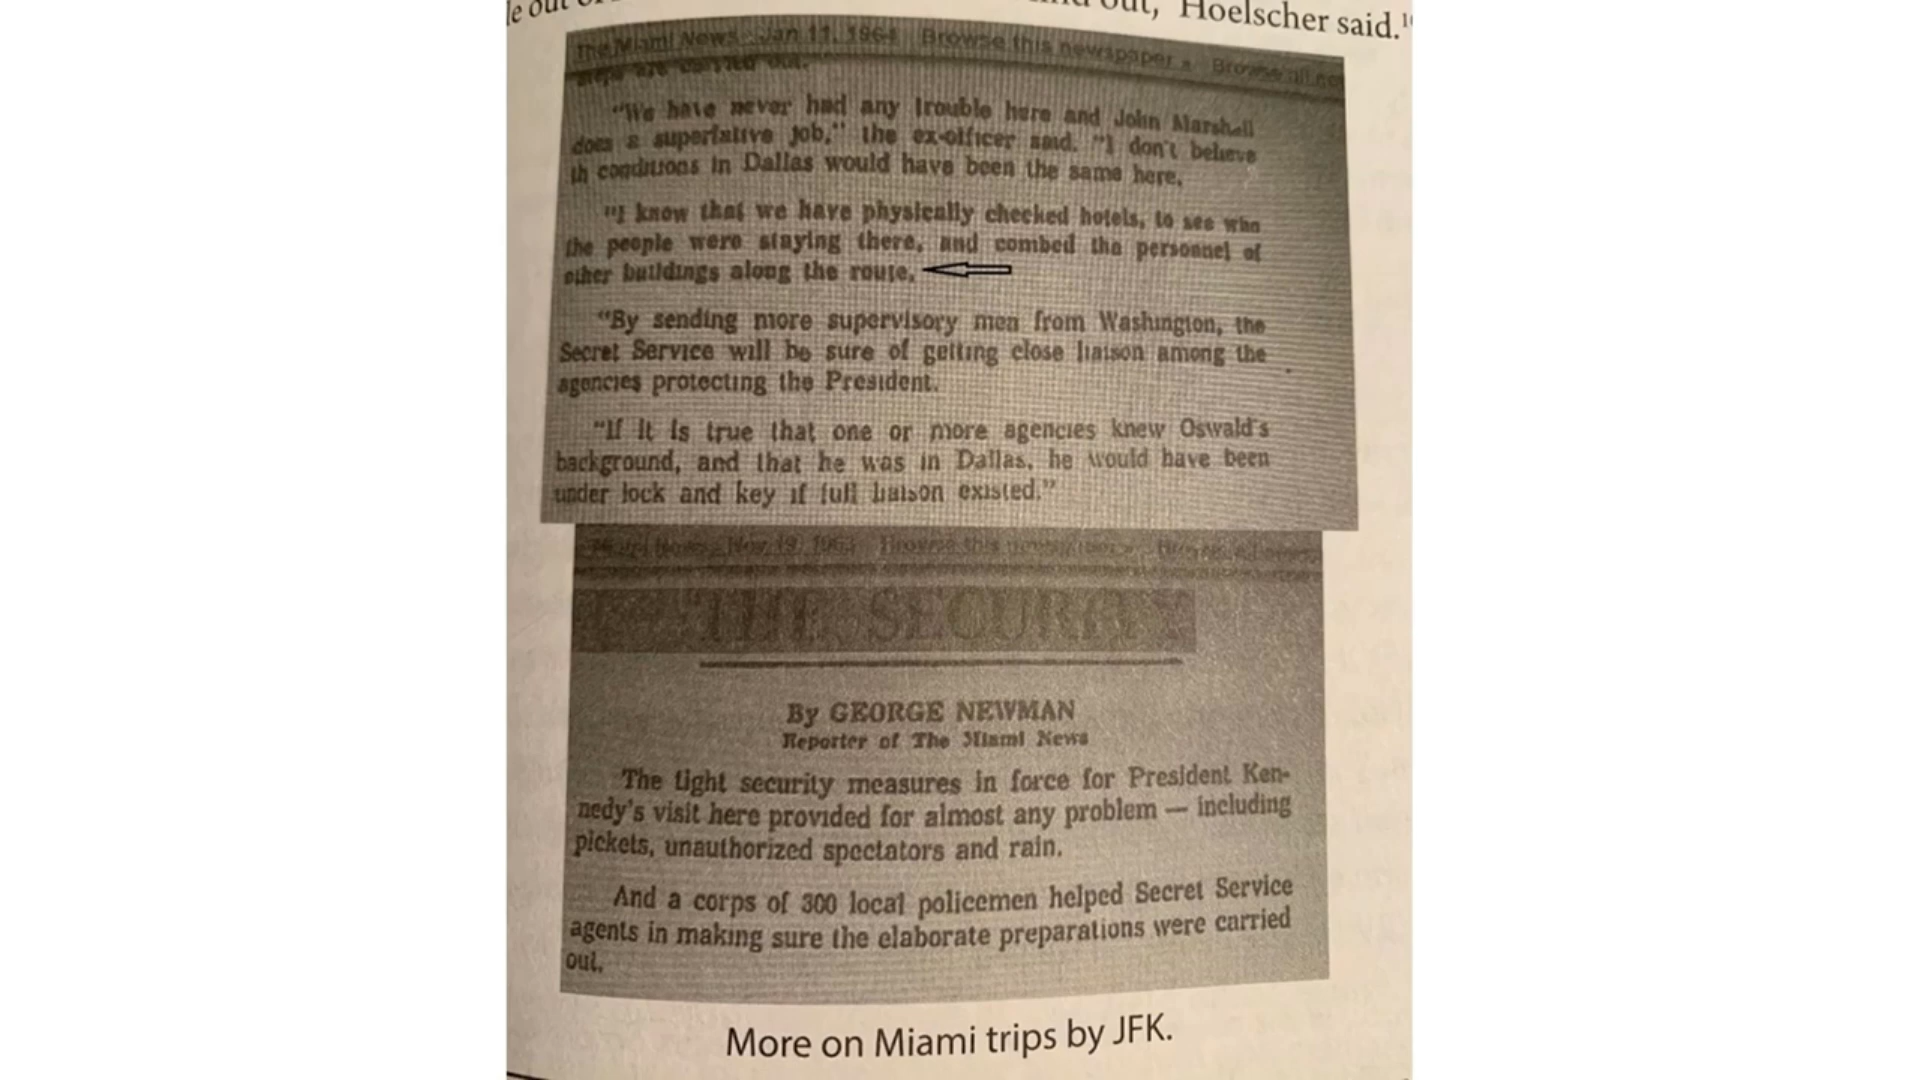 out," Hoelscher said.
The Miami News - Jan 11, 1964 Browse this newspaper » Browse all
steps are carried out."
"We have never had any trouble here and John Marshall
does a superlative job," the ex-officer said. "I don't believe
th conditions in Dallas would have been the same here.
"I know that we have physically checked hotels, to see who
the people were staying there, and combed the personnel of
other buildings along the route.
"By sending more supervisory men from Washington, the
Secret Service will be sure of getting close liaison among the
agencies protecting the President.
"If it is true that one or more agencies knew Oswald's
background, and that he was in Dallas, he would have been
under lock and key if full liaison existed."
Miami News - Nov 19, 1963 Browse this newspaper »
THE SECURITY
By GEORGE NEWMAN
Reporter of The Miami News
The tight security measures in force for President Ken-
nedy's visit here provided for almost any problem — including
pickets, unauthorized spectators and rain.
And a corps of 300 local policemen helped Secret Service
agents in making sure the elaborate preparations were carried
out.
More on Miami trips by JFK.